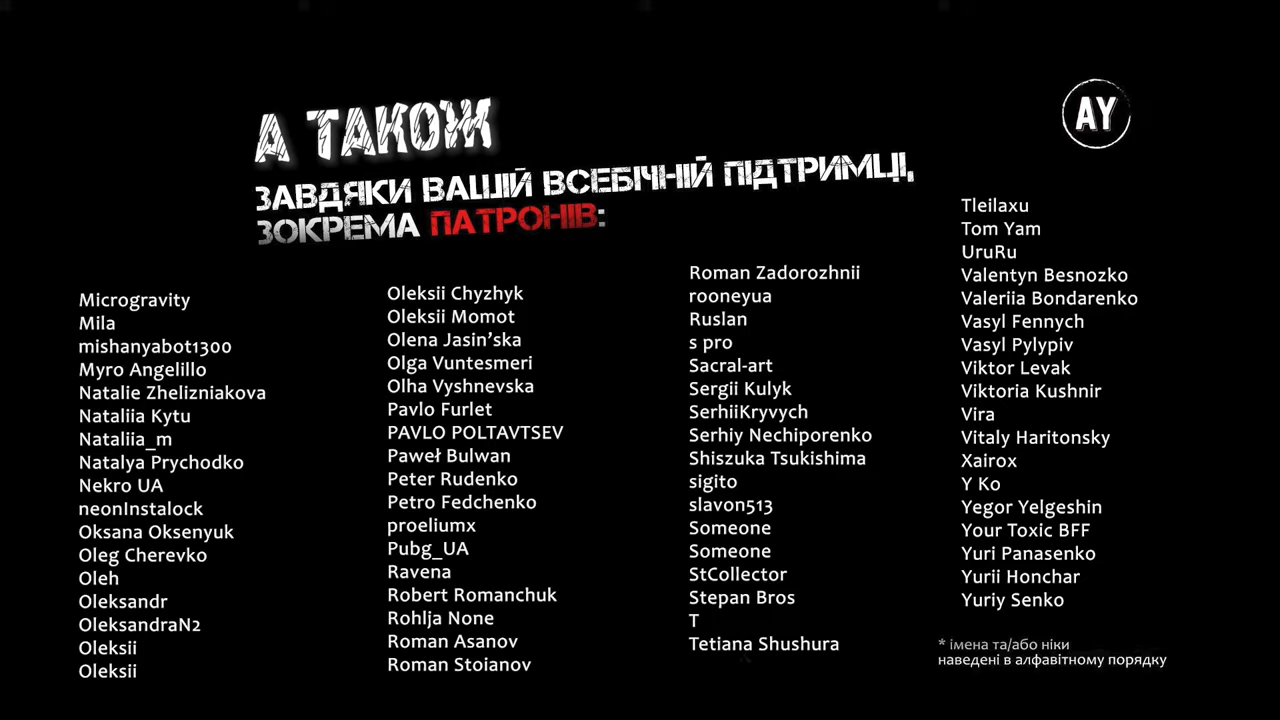 А ТАКОЖ
ЗАВДЯКИ ВАШІЙ ВСЕБІЧНІЙ ПІДТРИМЦІ,
ЗОКРЕМА ПАТРОНІВ:
АУ
Microgravity
Mila
mishanyabot1300
Myro Angelillo
Natalie Zhelizniakova
Nataliia Kytu
Nataliia_m
Natalya Prychodko
Nekro UA
neonInstalock
Oksana Oksenyuk
Oleg Cherevko
Oleh
Oleksandr
OleksandraN2
Oleksii
Oleksii
Oleksii Chyzhyk
Oleksii Momot
Olena Jasin’ska
Olga Vuntesmeri
Olha Vyshnevska
Pavlo Furlet
PAVLO POLTAVTSEV
Paweł Bulwan
Peter Rudenko
Petro Fedchenko
proeliumx
Pubg_UA
Ravena
Robert Romanchuk
Rohlja None
Roman Asanov
Roman Stoianov
Roman Zadorozhnii
rooneyua
Ruslan
s pro
Sacral-art
Sergii Kulyk
SerhiiKryvych
Serhiy Nechiporenko
Shiszuka Tsukishima
sigito
slavon513
Someone
Someone
StCollector
Stepan Bros
T
Tetiana Shushura
Tleilaxu
Tom Yam
UruRu
Valentyn Besnozko
Valeriia Bondarenko
Vasyl Fennych
Vasyl Pylypiv
Viktor Levak
Viktoria Kushnir
Vira
Vitaly Haritonsky
Xairox
Y Ko
Yegor Yelgeshin
Your Toxic BFF
Yuri Panasenko
Yurii Honchar
Yuriy Senko
* імена та/або ніки
наведені в алфавітному порядку